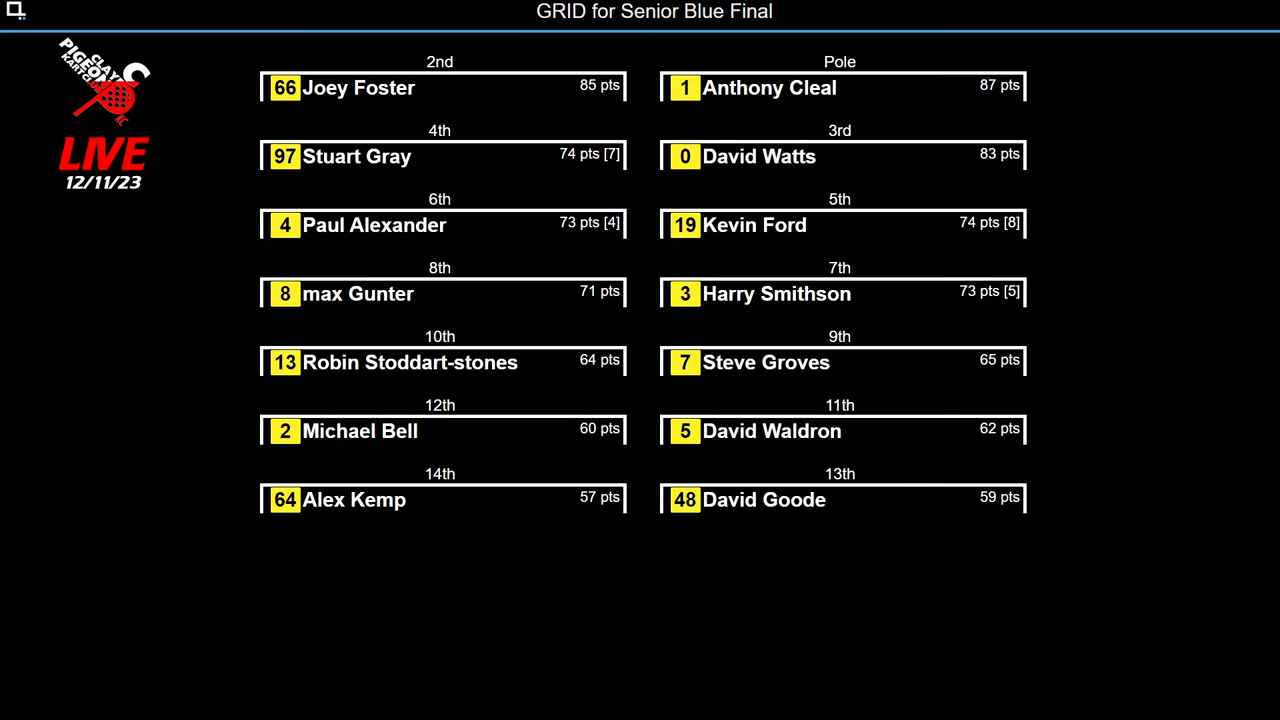 GRID for Senior Blue Final
CLAY
PIGEON
KART CLUB
LIVE
12/11/23
2nd
66 Joey Foster 85 pts
Pole
1 Anthony Cleal 87 pts
4th
97 Stuart Gray 74 pts [7]
3rd
0 David Watts 83 pts
6th
4 Paul Alexander 73 pts [4]
5th
19 Kevin Ford 74 pts [8]
8th
8 max Gunter 71 pts
7th
3 Harry Smithson 73 pts [5]
10th
13 Robin Stoddart-stones 64 pts
9th
7 Steve Groves 65 pts
12th
2 Michael Bell 60 pts
11th
5 David Waldron 62 pts
14th
64 Alex Kemp 57 pts
13th
48 David Goode 59 pts